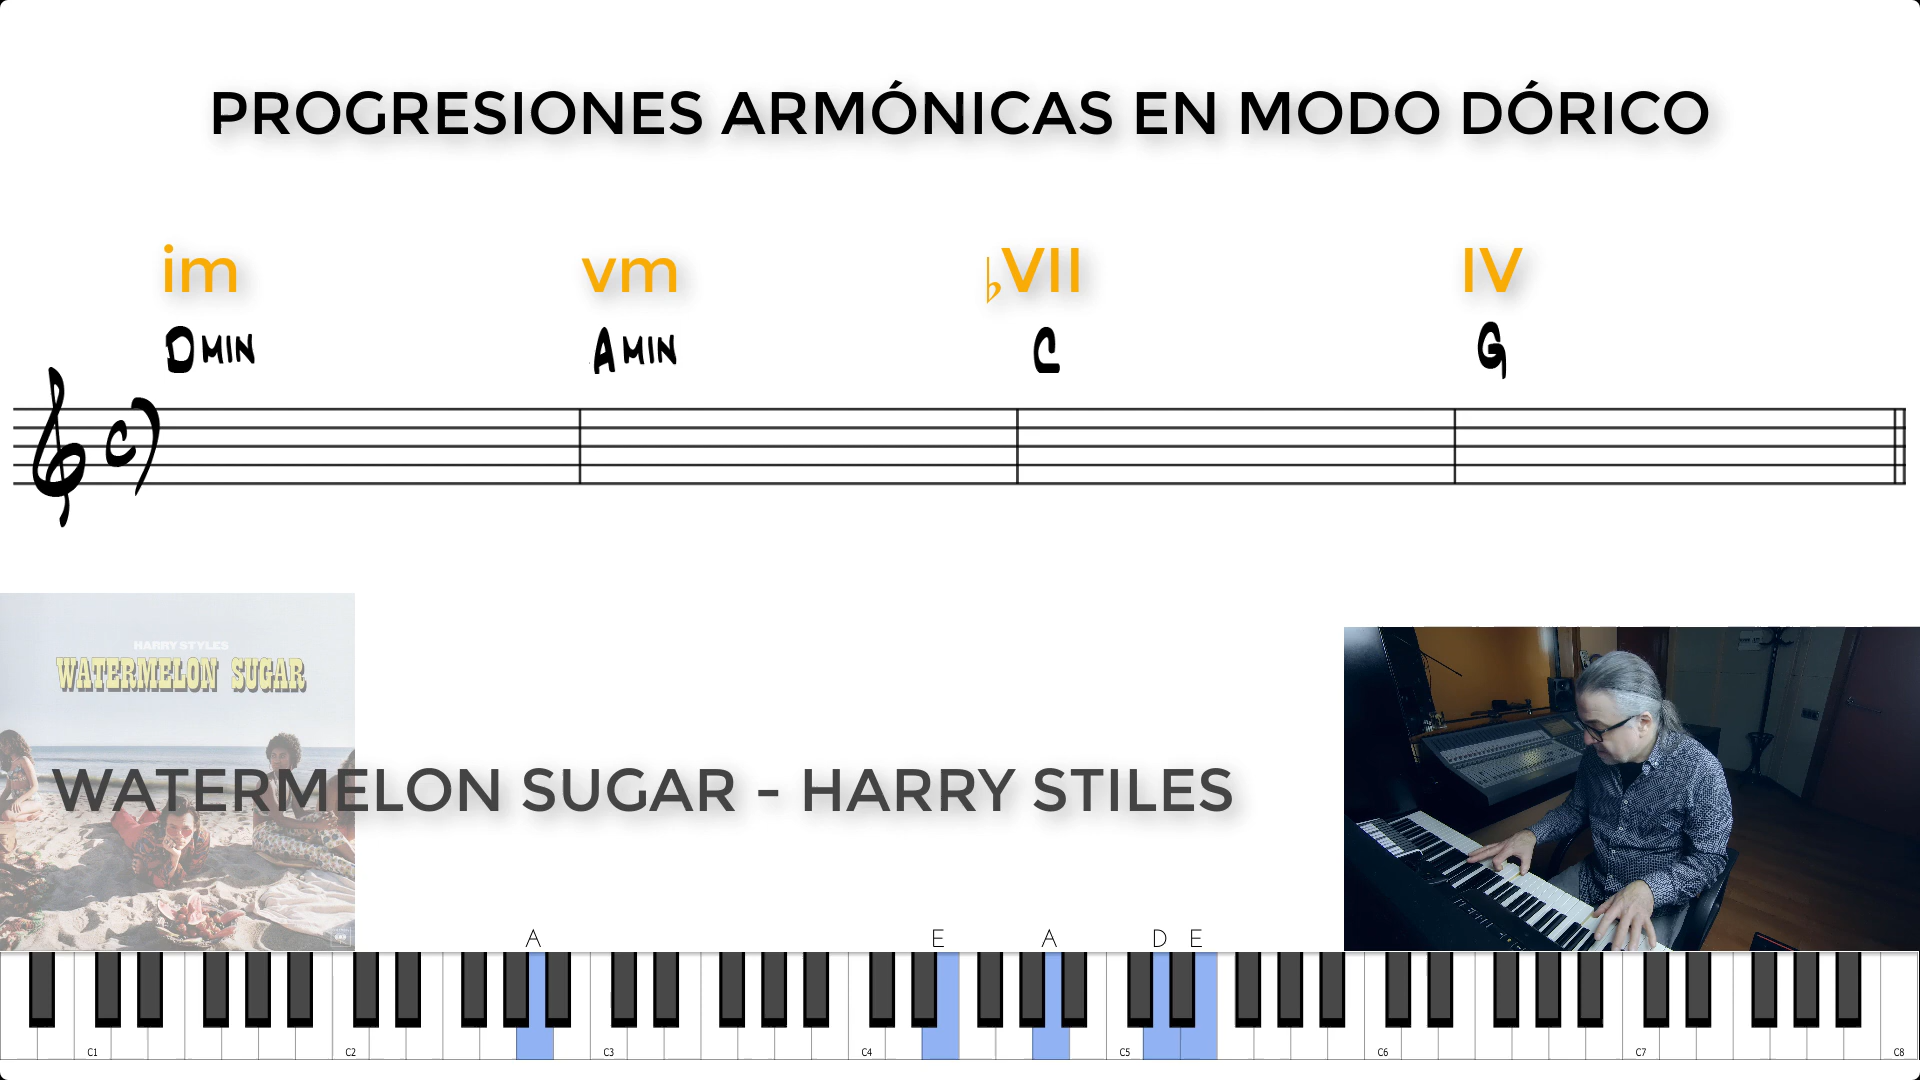 PROGRESIONES ARMÓNICAS EN MODO DÓRICO
im vm ♭VII IV
DMIN AMIN C G
HARRY STYLES
WATERMELON SUGAR
WATERMELON SUGAR - HARRY STILES
A E A D E
C1 C2 C3 C4 C5 C6 C7 C8